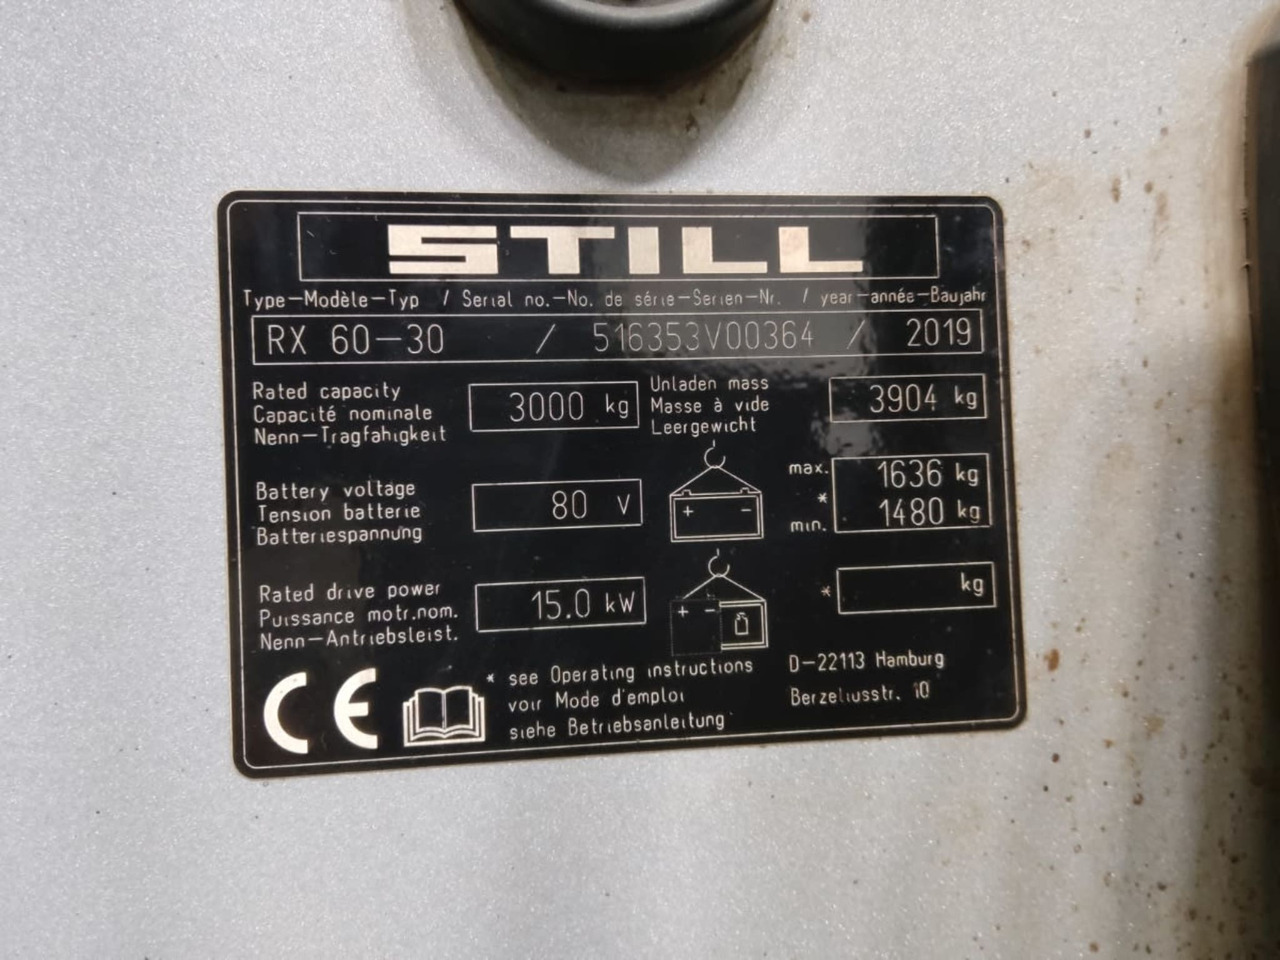 STILL
Type–Modèle–Typ / Serial no.–No. de série–Serien–Nr. / year–année–Baujahr
RX 60–30 / 516353V00364 / 2019
Rated capacity
Capacité nominale
Nenn–Tragfähigkeit
3000 kg
Unladen mass
Masse à vide
Leergewicht
3904 kg
Battery voltage
Tension batterie
Batteriespannung
80 V
+ –
max. 1636 kg
*
min. 1480 kg
Rated drive power
Puissance motr.nom.
Nenn–Antriebsleist.
15.0 kW
+ –
* kg
CE
* see Operating instructions
voir Mode d'emploi
siehe Betriebsanleitung
D–22113 Hamburg
Berzeliusstr. 10